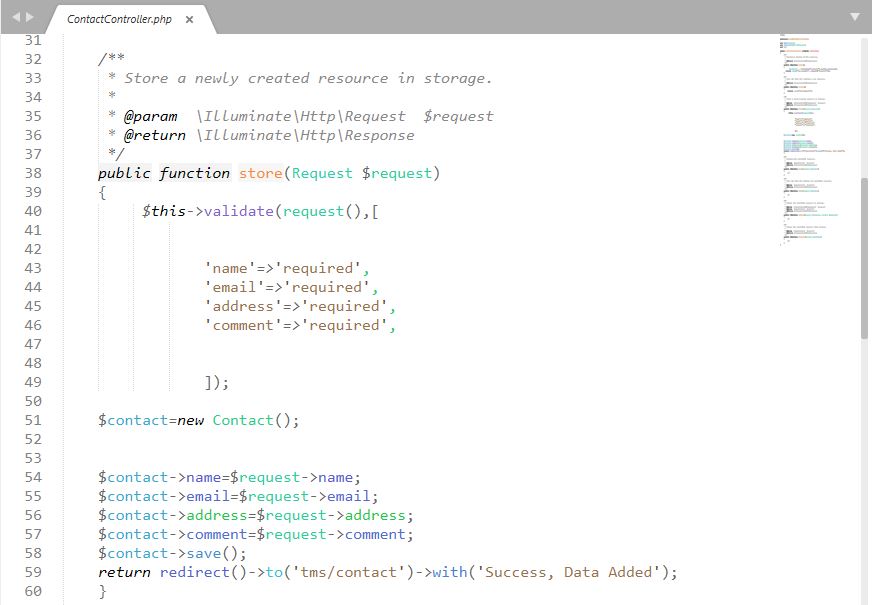 ContactController.php ×
31
32 /**
33 * Store a newly created resource in storage.
34 *
35 * @param \Illuminate\Http\Request $request
36 * @return \Illuminate\Http\Response
37 */
38 public function store(Request $request)
39 {
40 $this->validate(request(),[
41
42
43 'name'=>'required',
44 'email'=>'required',
45 'address'=>'required',
46 'comment'=>'required',
47
48
49 ]);
50
51 $contact=new Contact();
52
53
54 $contact->name=$request->name;
55 $contact->email=$request->email;
56 $contact->address=$request->address;
57 $contact->comment=$request->comment;
58 $contact->save();
59 return redirect()->to('tms/contact')->with('Success, Data Added');
60 }